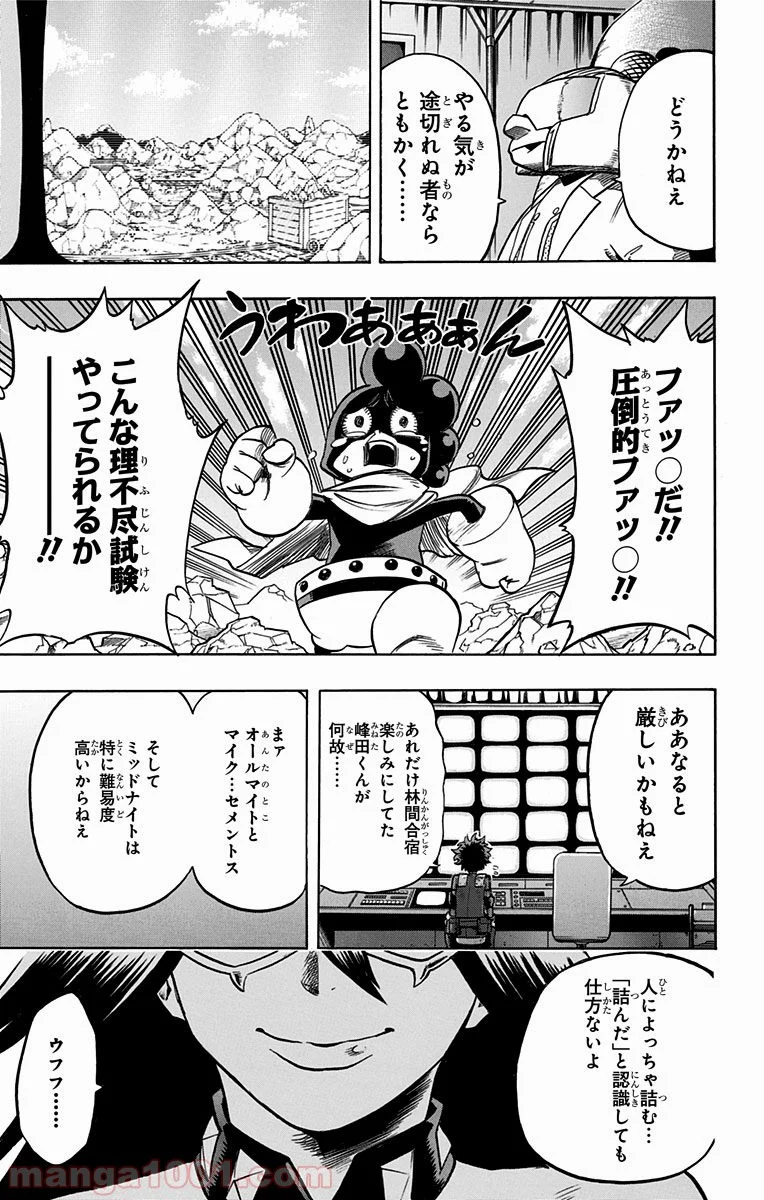 どうかねえ
やる気が
途切れぬ者なら
ともかく……
うわあぁぁぁん
ファッ○だ!!
圧倒的ファッ○!!
こんな理不尽試験
やってられるか
――!!
ああなると
厳しいかもねえ
あれだけ林間合宿
楽しみにしてた
峰田くんが
何故……
まァ
オールマイトと
マイク…セメントス
そして
ミッドナイトは
特に難易度
高いからねえ
人によっちゃ詰む…
「詰んだ」と認識しても
仕方ないよ
ウフフ……
manga1001.com